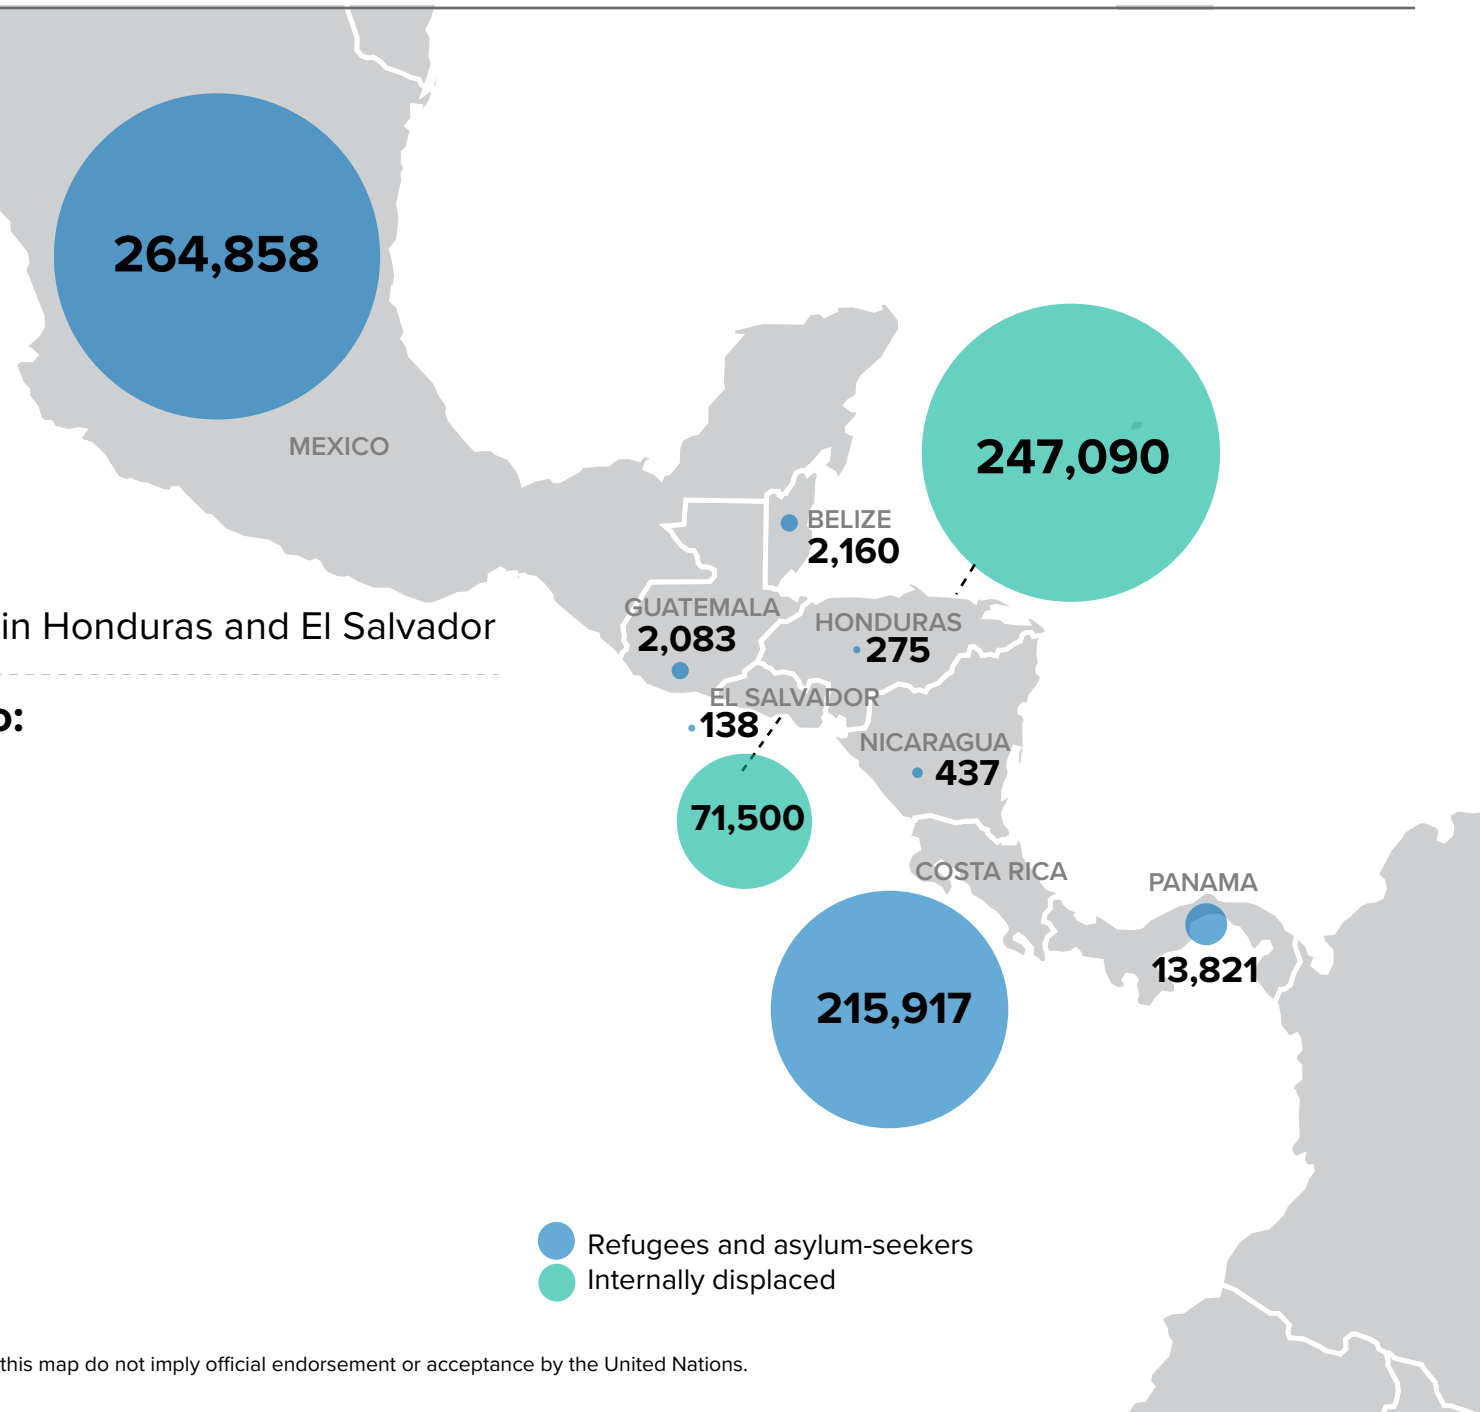 264,858
MEXICO
247,090
BELIZE
2,160
in Honduras and El Salvador
GUATEMALA
2,083
HONDURAS
275
o:
EL SALVADOR
138
NICARAGUA
437
71,500
COSTA RICA
PANAMA
13,821
215,917
Refugees and asylum-seekers
Internally displaced
this map do not imply official endorsement or acceptance by the United Nations.